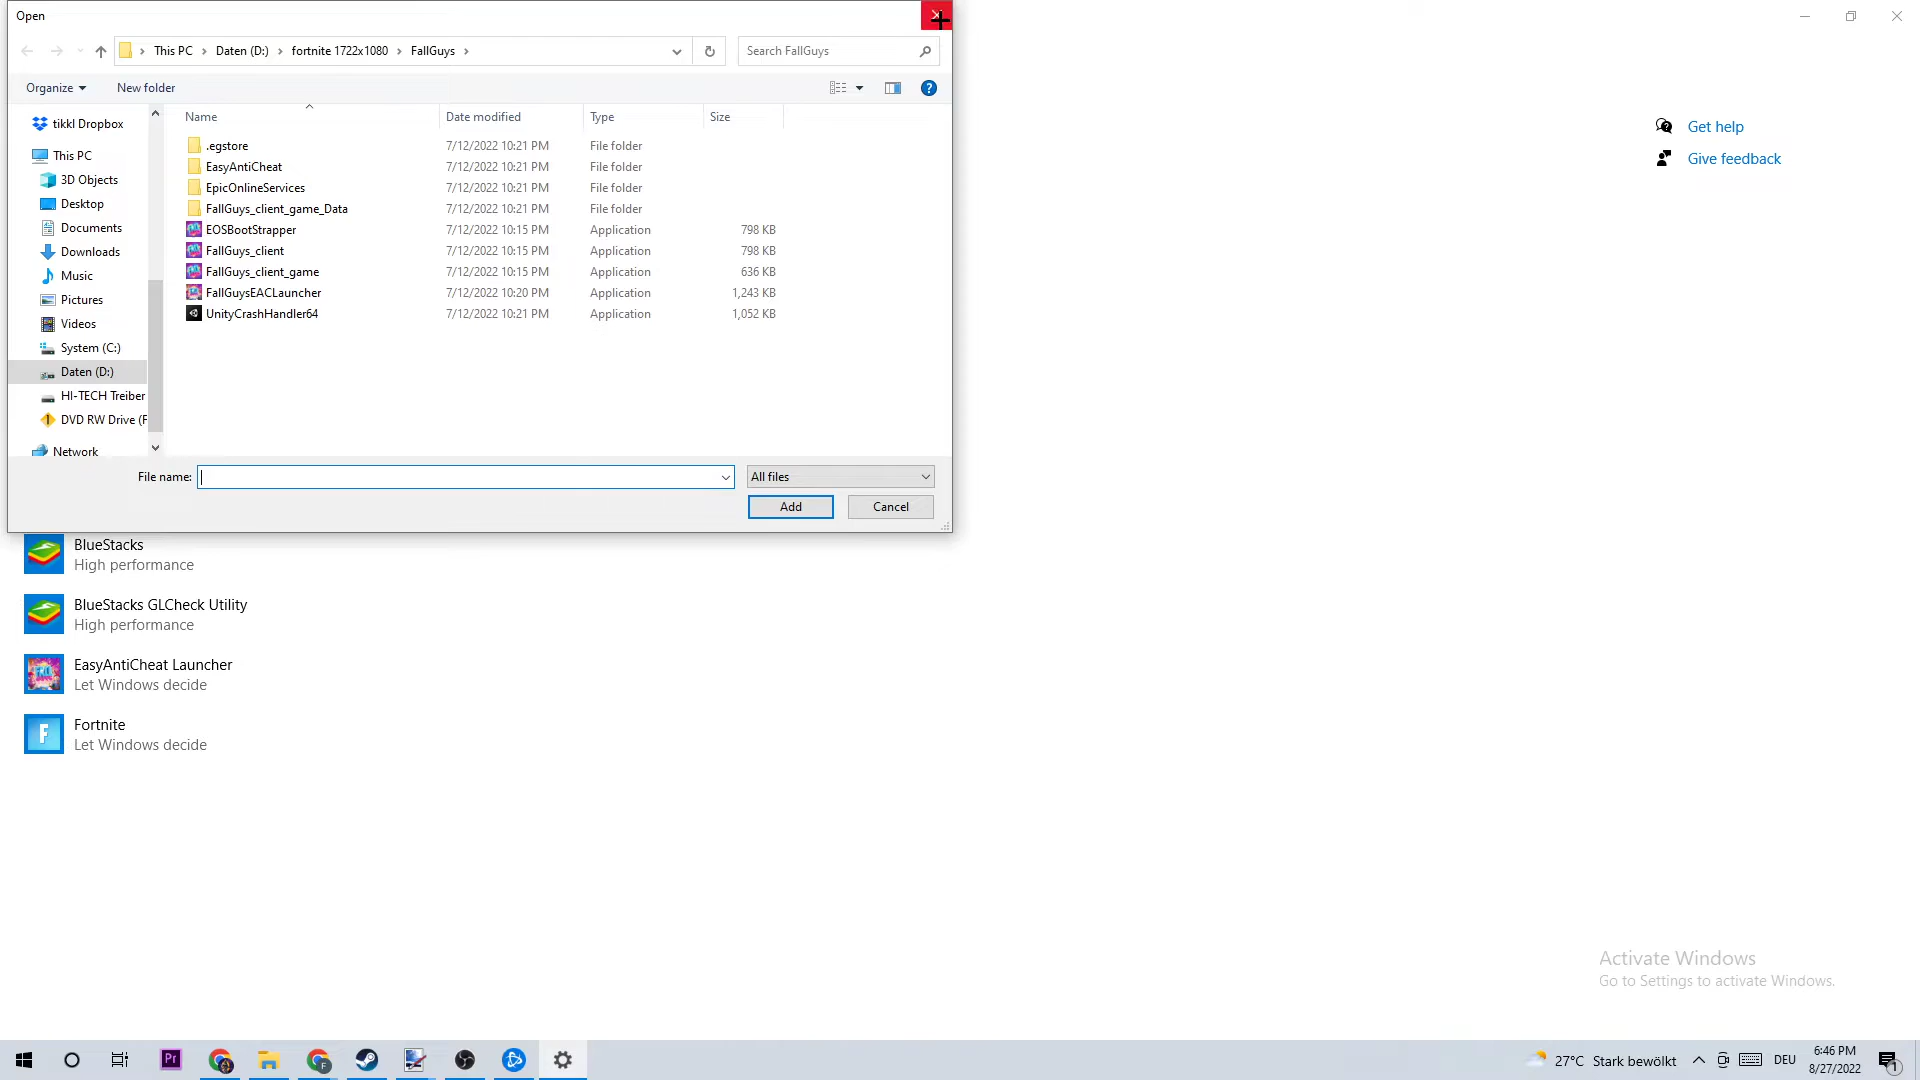 Open
This PC > Daten (D:) > fortnite 1722x1080 > FallGuys >
Search FallGuys
Organize
New folder
Name
Date modified
Type
Size
tikkl Dropbox
This PC
3D Objects
Desktop
Documents
Downloads
Music
Pictures
Videos
System (C:)
Daten (D:)
HI-TECH Treiber
DVD RW Drive (F
Network
.egstore 7/12/2022 10:21 PM File folder
EasyAntiCheat 7/12/2022 10:21 PM File folder
EpicOnlineServices 7/12/2022 10:21 PM File folder
FallGuys_client_game_Data 7/12/2022 10:21 PM File folder
EOSBootStrapper 7/12/2022 10:15 PM Application 798 KB
FallGuys_client 7/12/2022 10:15 PM Application 798 KB
FallGuys_client_game 7/12/2022 10:15 PM Application 636 KB
FallGuysEACLauncher 7/12/2022 10:20 PM Application 1,243 KB
UnityCrashHandler64 7/12/2022 10:21 PM Application 1,052 KB
File name:
All files
Add
Cancel
Get help
Give feedback
BlueStacks
High performance
BlueStacks GLCheck Utility
High performance
EasyAntiCheat Launcher
Let Windows decide
F
Fortnite
Let Windows decide
Activate Windows
Go to Settings to activate Windows.
Pr
F
27°C Stark bewölkt
DEU
6:46 PM
8/27/2022
1